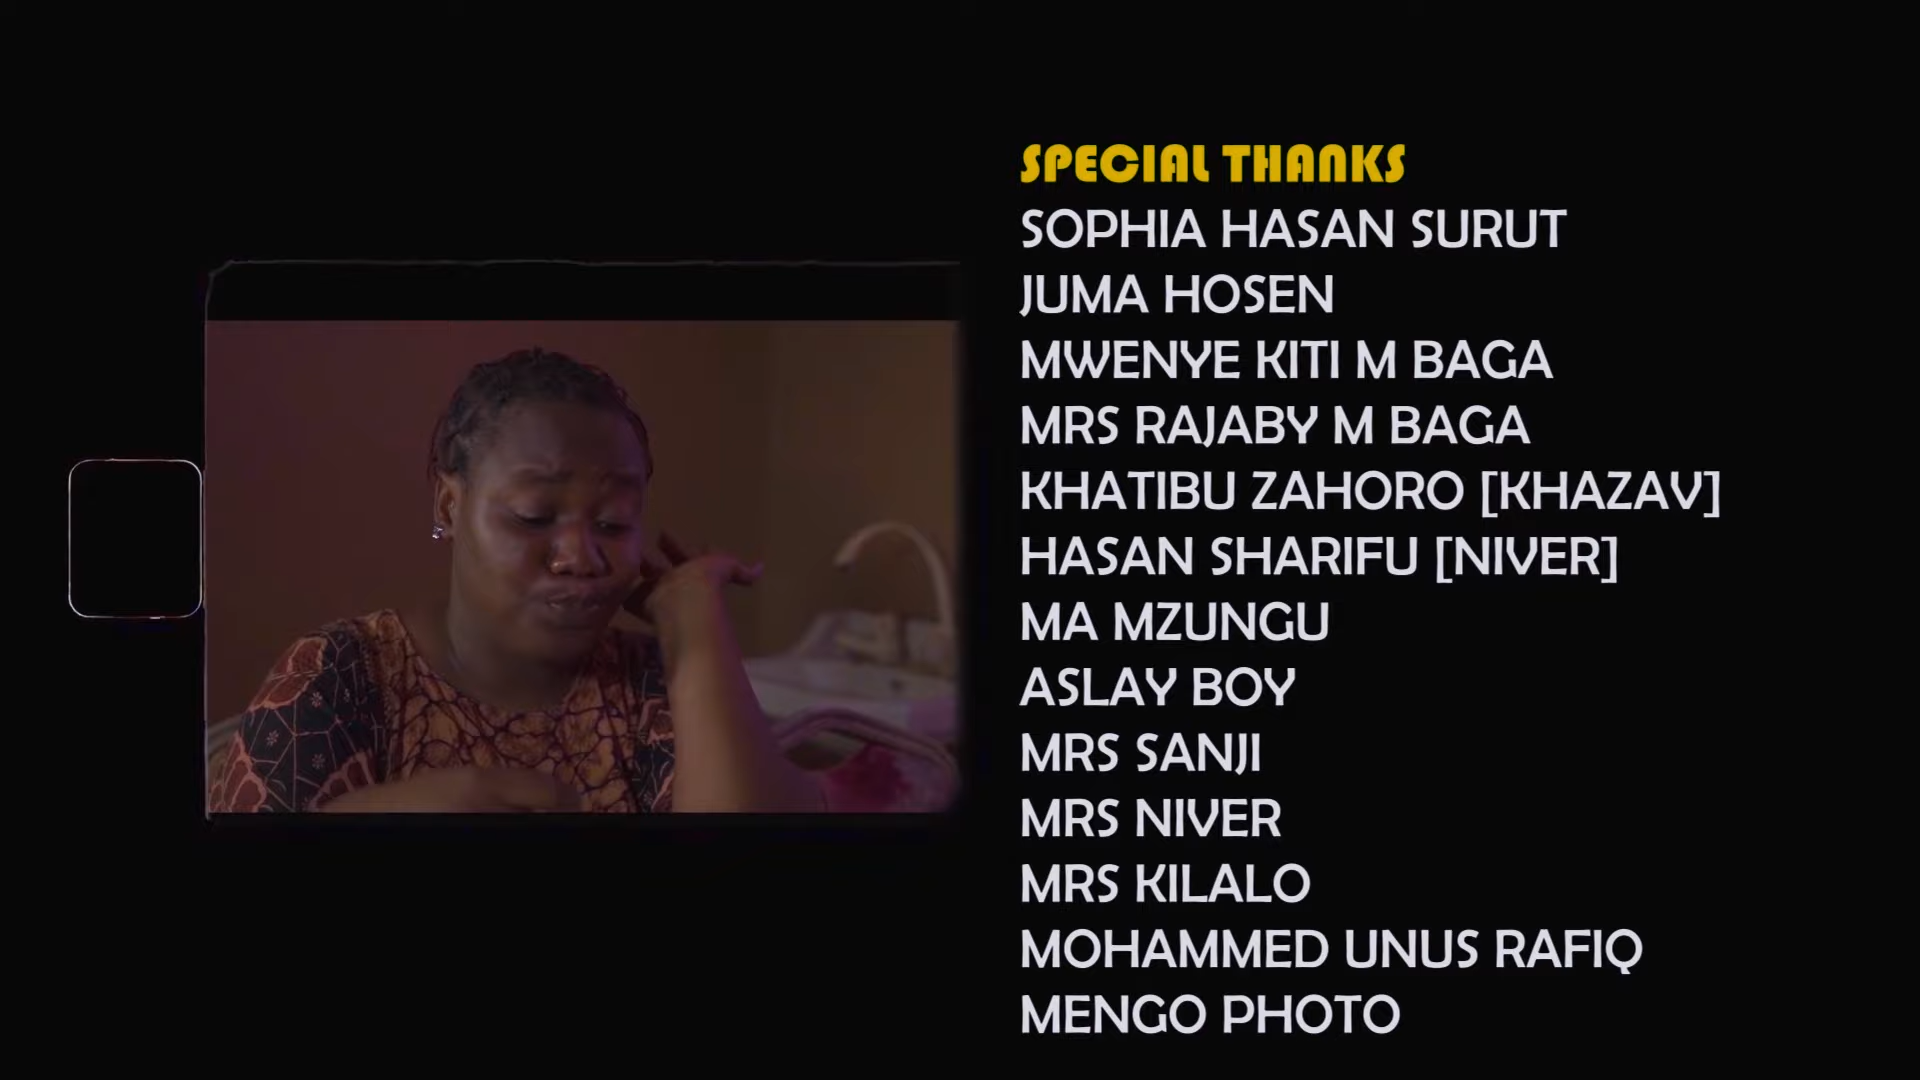 SPECIAL THANKS
SOPHIA HASAN SURUT
JUMA HOSEN
MWENYE KITI M BAGA
MRS RAJABY M BAGA
KHATIBU ZAHORO [KHAZAV]
HASAN SHARIFU [NIVER]
MA MZUNGU
ASLAY BOY
MRS SANJI
MRS NIVER
MRS KILALO
MOHAMMED UNUS RAFIQ
MENGO PHOTO